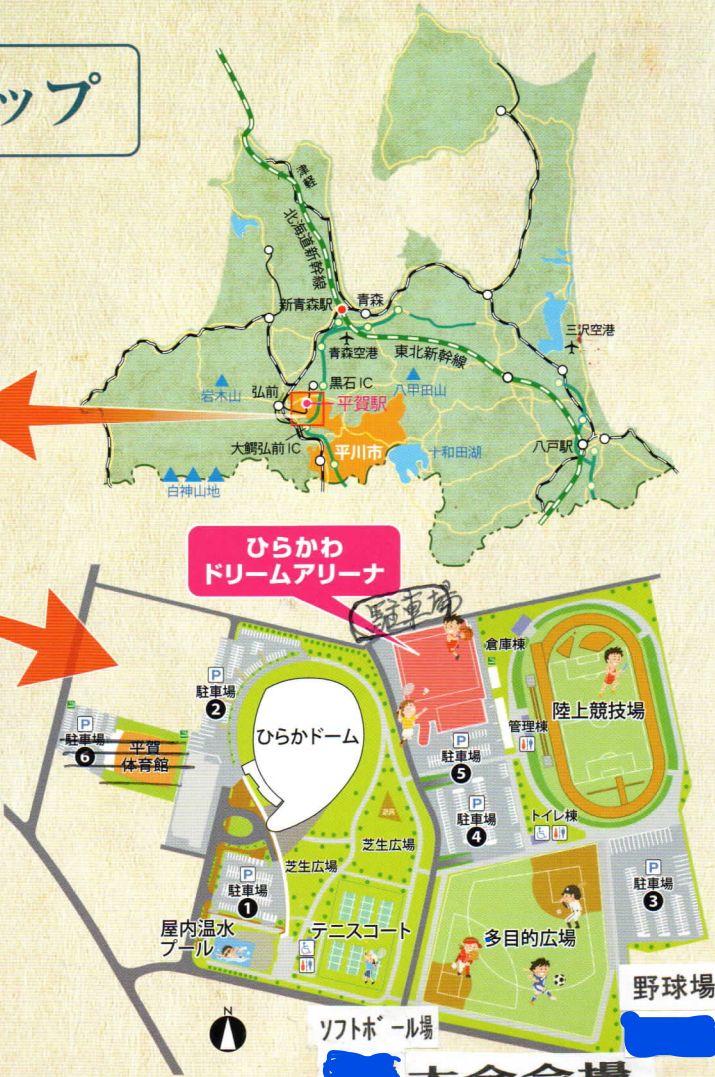 ップ
津軽
北海道新幹線
新青森駅
青森
青森空港
東北新幹線
三沢空港
岩木山
弘前
黒石IC
平賀駅
八甲田山
大鰐弘前IC
平川市
十和田湖
八戸駅
白神山地
ひらかわ
ドリームアリーナ
駐車場
倉庫棟
陸上競技場
管理棟
P
駐車場
2
P
駐車場
6
平賀
体育館
ひらかドーム
P
駐車場
5
P
駐車場
4
トイレ棟
芝生広場
芝生広場
P
駐車場
1
P
駐車場
3
屋内温水
プール
テニスコート
多目的広場
野球場
N
ソフトボール場